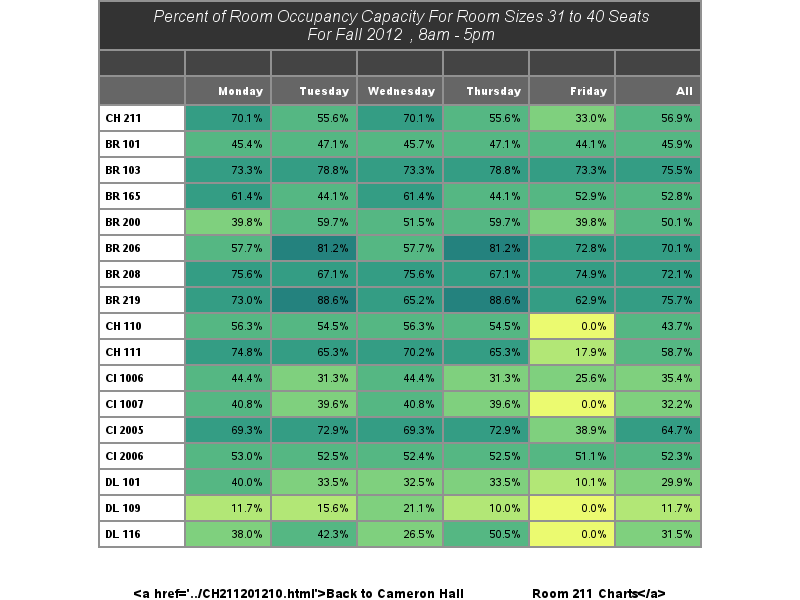 Percent of Room Occupancy Capacity For Room Sizes 31 to 40 Seats
For Fall 2012 , 8am - 5pm
Monday Tuesday Wednesday Thursday Friday All
CH 211 70.1% 55.6% 70.1% 55.6% 33.0% 56.9%
BR 101 45.4% 47.1% 45.7% 47.1% 44.1% 45.9%
BR 103 73.3% 78.8% 73.3% 78.8% 73.3% 75.5%
BR 165 61.4% 44.1% 61.4% 44.1% 52.9% 52.8%
BR 200 39.8% 59.7% 51.5% 59.7% 39.8% 50.1%
BR 206 57.7% 81.2% 57.7% 81.2% 72.8% 70.1%
BR 208 75.6% 67.1% 75.6% 67.1% 74.9% 72.1%
BR 219 73.0% 88.6% 65.2% 88.6% 62.9% 75.7%
CH 110 56.3% 54.5% 56.3% 54.5% 0.0% 43.7%
CH 111 74.8% 65.3% 70.2% 65.3% 17.9% 58.7%
CI 1006 44.4% 31.3% 44.4% 31.3% 25.6% 35.4%
CI 1007 40.8% 39.6% 40.8% 39.6% 0.0% 32.2%
CI 2005 69.3% 72.9% 69.3% 72.9% 38.9% 64.7%
CI 2006 53.0% 52.5% 52.4% 52.5% 51.1% 52.3%
DL 101 40.0% 33.5% 32.5% 33.5% 10.1% 29.9%
DL 109 11.7% 15.6% 21.1% 10.0% 0.0% 11.7%
DL 116 38.0% 42.3% 26.5% 50.5% 0.0% 31.5%
<a href='../CH211201210.html'>Back to Cameron Hall Room 211 Charts</a>